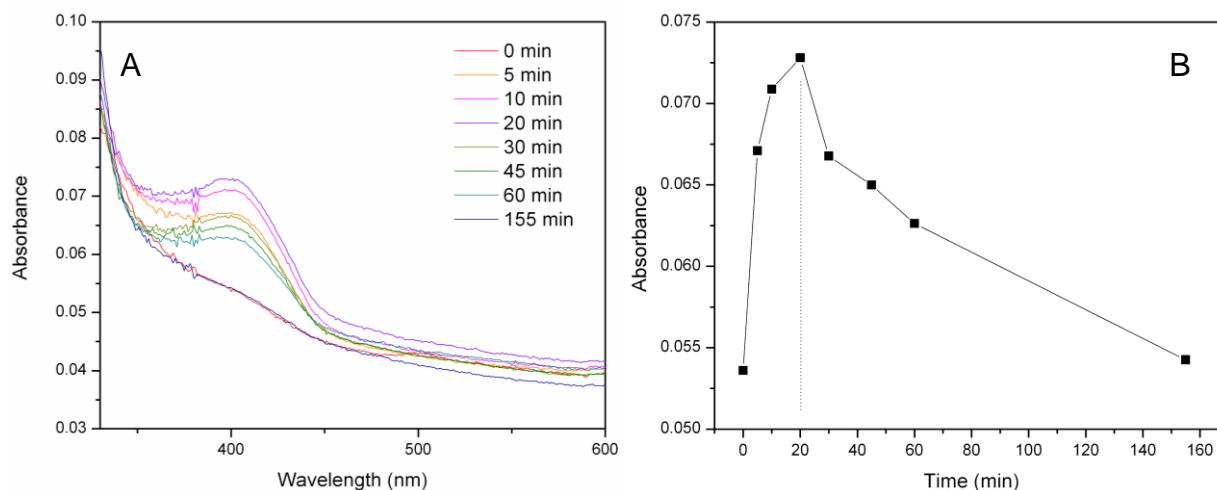 A
0 min
5 min
10 min
20 min
30 min
45 min
60 min
155 min
0.10
0.09
0.08
0.07
0.06
0.05
0.04
0.03
400
500
600
Absorbance
Wavelength (nm)
B
0.075
0.070
0.065
0.060
0.055
0.050
0
20
40
60
80
100
120
140
160
Absorbance
Time (min)